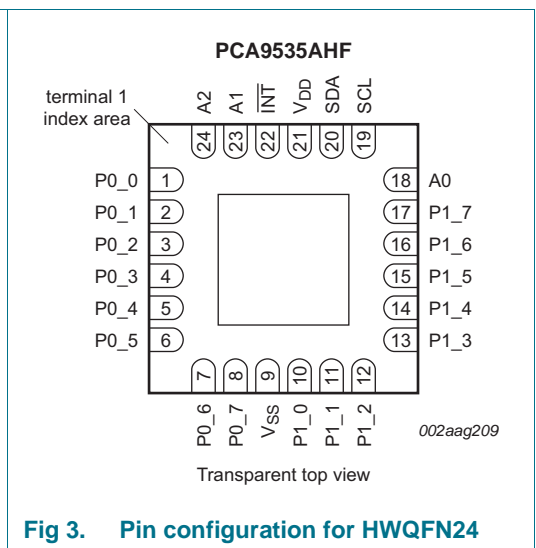 PCA9535AHF
terminal 1
index area
A2
A1
I̅N̅T̅
VDD
SDA
SCL
24
23
22
21
20
19
P0_0 1
P0_1 2
P0_2 3
P0_3 4
P0_4 5
P0_5 6
18 A0
17 P1_7
16 P1_6
15 P1_5
14 P1_4
13 P1_3
7
8
9
10
11
12
P0_6
P0_7
VSS
P1_0
P1_1
P1_2
002aag209
Transparent top view
Fig 3. Pin configuration for HWQFN24